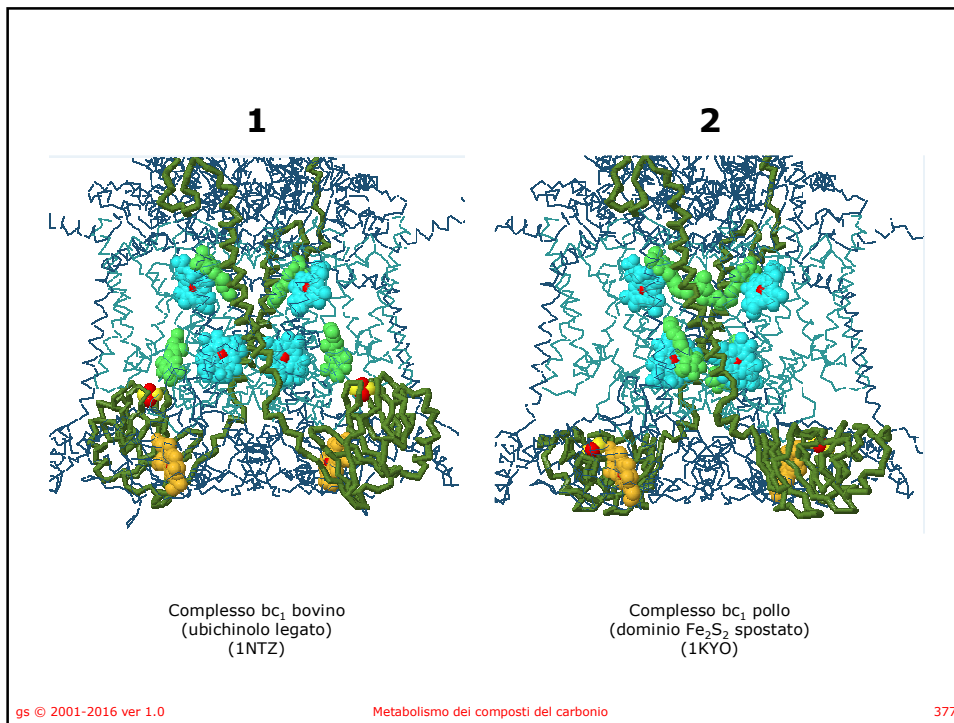 1
2
Complesso bc₁ bovino
(ubichinolo legato)
(1NTZ)
Complesso bc₁ pollo
(dominio Fe₂S₂ spostato)
(1KYO)
gs © 2001-2016 ver 1.0
Metabolismo dei composti del carbonio
377